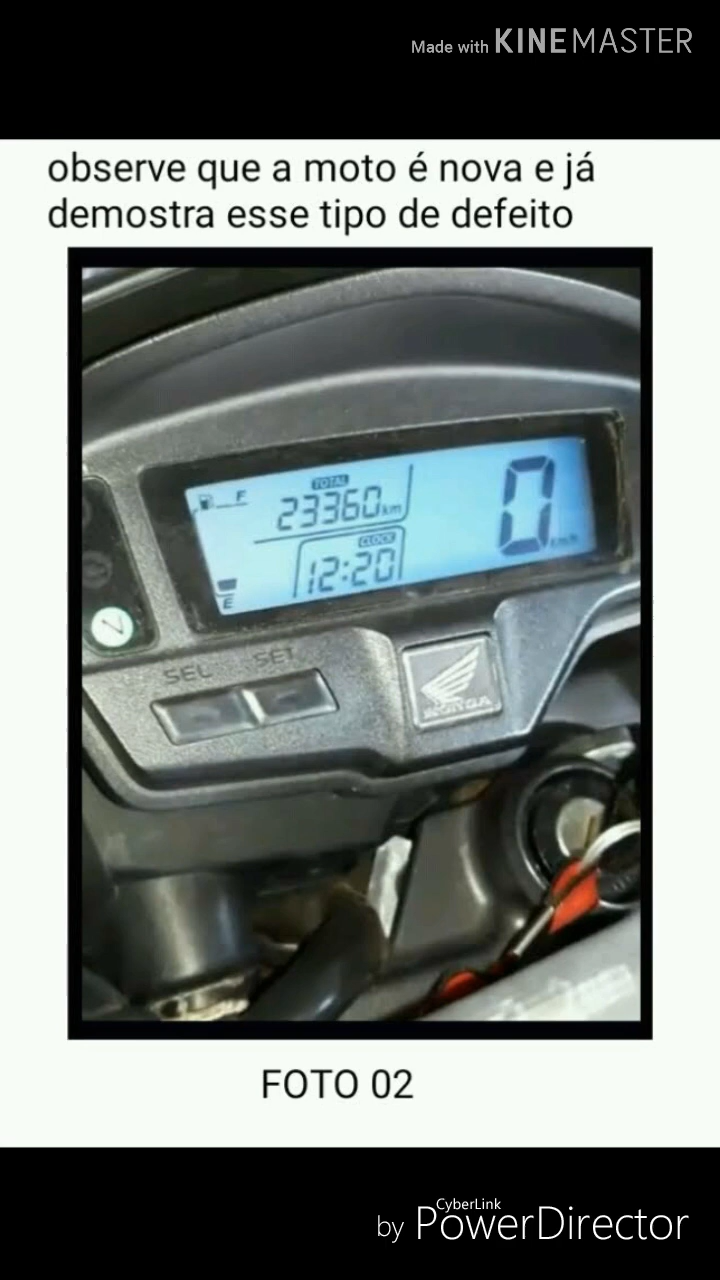 Made with KINEMASTER
observe que a moto é nova e já
demostra esse tipo de defeito
F
TOTAL
23360km
CLOCK
12:20
0
km/h
E
N
SEL SET
HONDA
FOTO 02
CyberLink
by PowerDirector